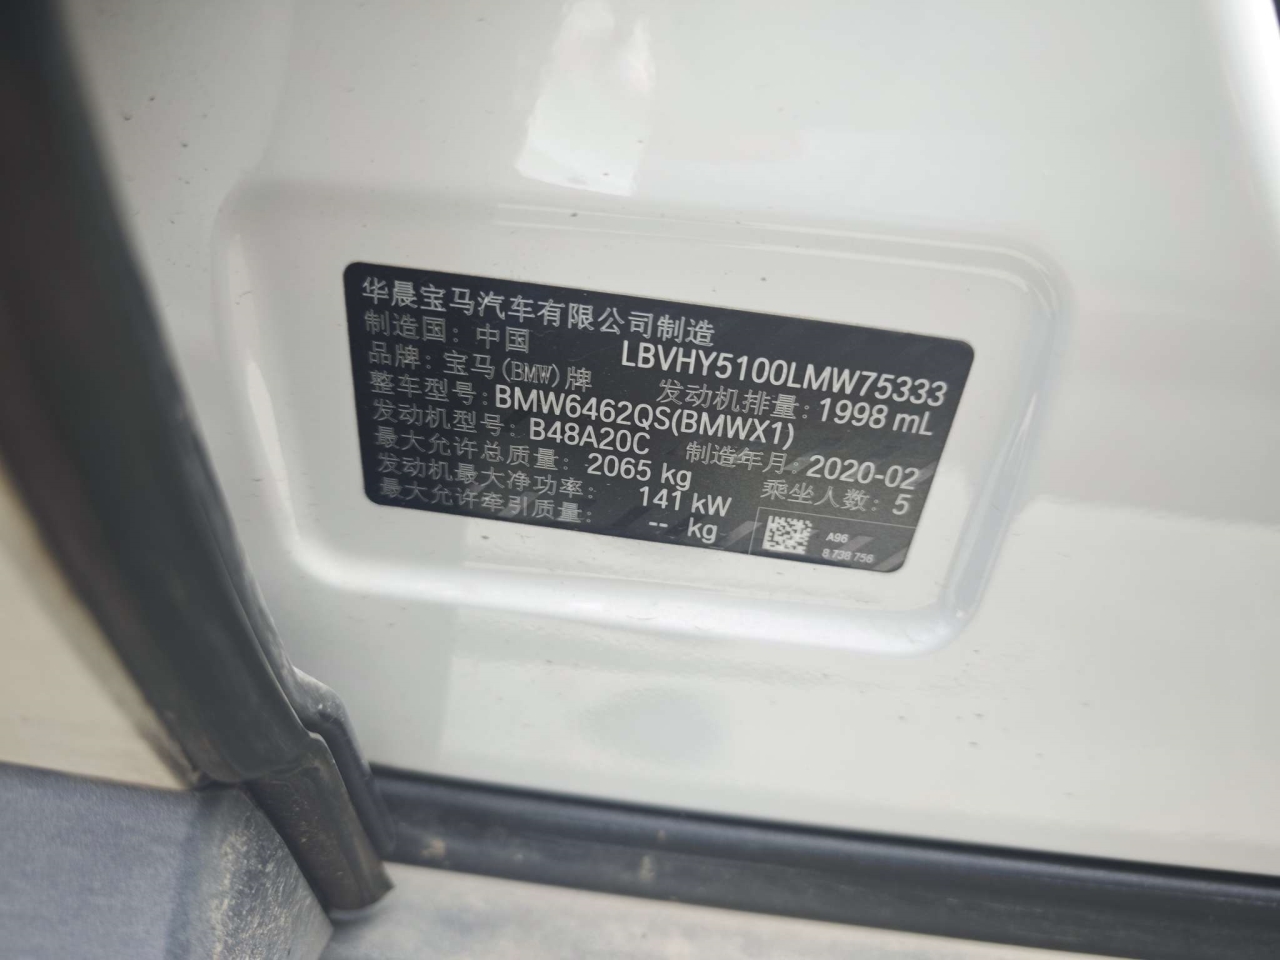 华晨宝马汽车有限公司制造
制造国：中国 LBVHY5100LMW75333
品牌：宝马(BMW)牌 发动机排量：1998 mL
整车型号：BMW6462QS(BMWX1)
发动机型号：B48A20C 制造年月：2020-02
最大允许总质量：2065 kg 乘坐人数：5
发动机最大净功率：141 kW
最大允许牵引质量：-- kg
A96
8 738 756